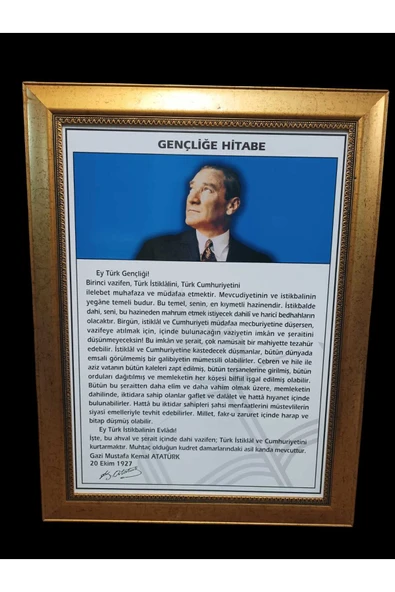 GENÇLİĞE HİTABE
Ey Türk Gençliği!
Birinci vazifen, Türk İstiklâlini, Türk Cumhuriyetini
ilelebet muhafaza ve müdafaa etmektir. Mevcudiyetinin ve istikbalinin
yegâne temeli budur. Bu temel, senin, en kıymetli hazinendir. İstikbalde
dahi, seni, bu hazineden mahrum etmek istiyecek dahilî ve haricî bedhahların
olacaktır. Birgün, istiklâl ve Cumhuriyeti müdafaa mecburiyetine düşersen,
vazifeye atılmak için, içinde bulunacağın vaziyetin imkân ve şeraitini
düşünmeyeceksin! Bu imkân ve şerait, çok namüsait bir mahiyette tezahür
edebilir. İstiklâl ve Cumhuriyetine kastedecek düşmanlar, bütün dünyada
emsali görülmemiş bir galibiyetin mümessili olabilirler. Cebren ve hile ile
aziz vatanın bütün kaleleri zapt edilmiş, bütün tersanelerine girilmiş, bütün
orduları dağıtılmış ve memleketin her köşesi bilfiil işgal edilmiş olabilir.
Bütün bu şeraitten daha elim ve daha vahim olmak üzere, memleketin
dahilinde, iktidara sahip olanlar gaflet ve dalâlet ve hattâ hıyanet içinde
bulunabilirler. Hattâ bu iktidar sahipleri şahsi menfaatlerini müstevlilerin
siyasi emelleriyle tevhit edebilirler. Millet, fakr-u zaruret içinde harap ve
bitap düşmüş olabilir.
Ey Türk İstikbalinin Evlâdı!
İşte, bu ahval ve şerait içinde dahi vazifen; Türk İstiklâl ve Cumhuriyetini
kurtarmaktır. Muhtaç olduğun kudret damarlarındaki asil kanda mevcuttur.
Gazi Mustafa Kemal ATATÜRK
20 Ekim 1927